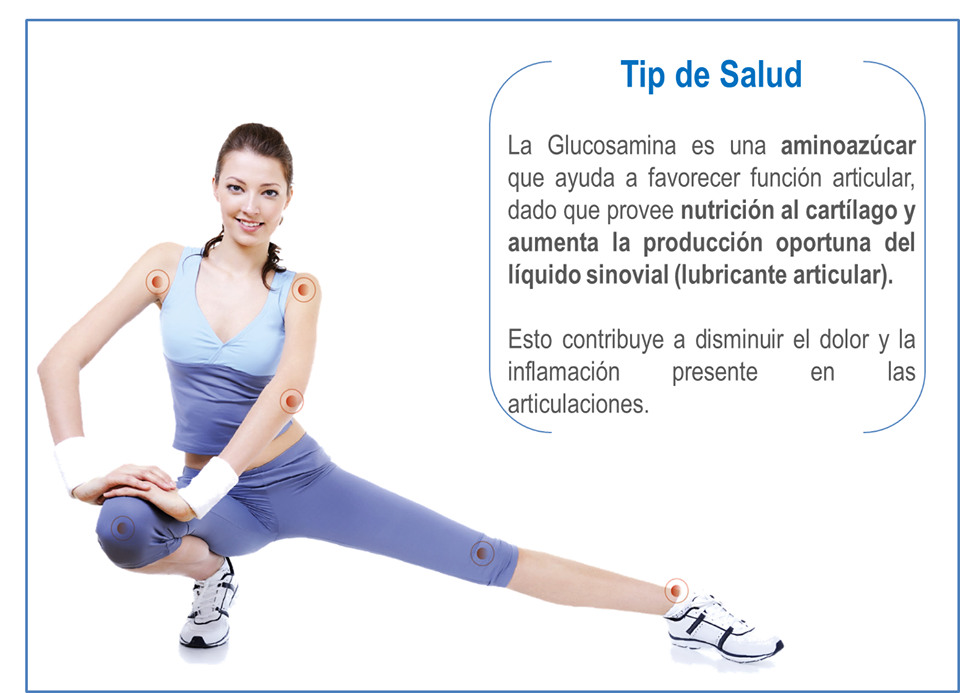 Tip de Salud
La Glucosamina es una aminoazúcar
que ayuda a favorecer función articular,
dado que provee nutrición al cartílago y
aumenta la producción oportuna del
líquido sinovial (lubricante articular).
Esto contribuye a disminuir el dolor y la
inflamación presente en las
articulaciones.